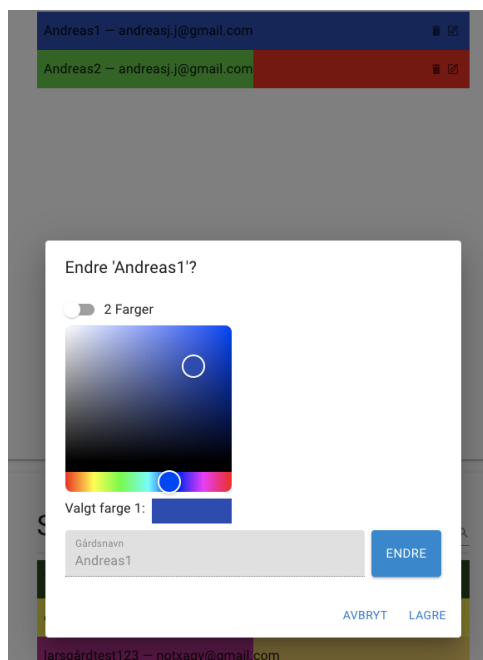 Andreas1 — andreasj.j@gmail.com
Andreas2 — andreasj.j@gmail.com
Endre 'Andreas1'?
2 Farger
Valgt farge 1:
Gårdsnavn
Andreas1
ENDRE
AVBRYT LAGRE
larsgårdtest123 — notxagy@gmail.com